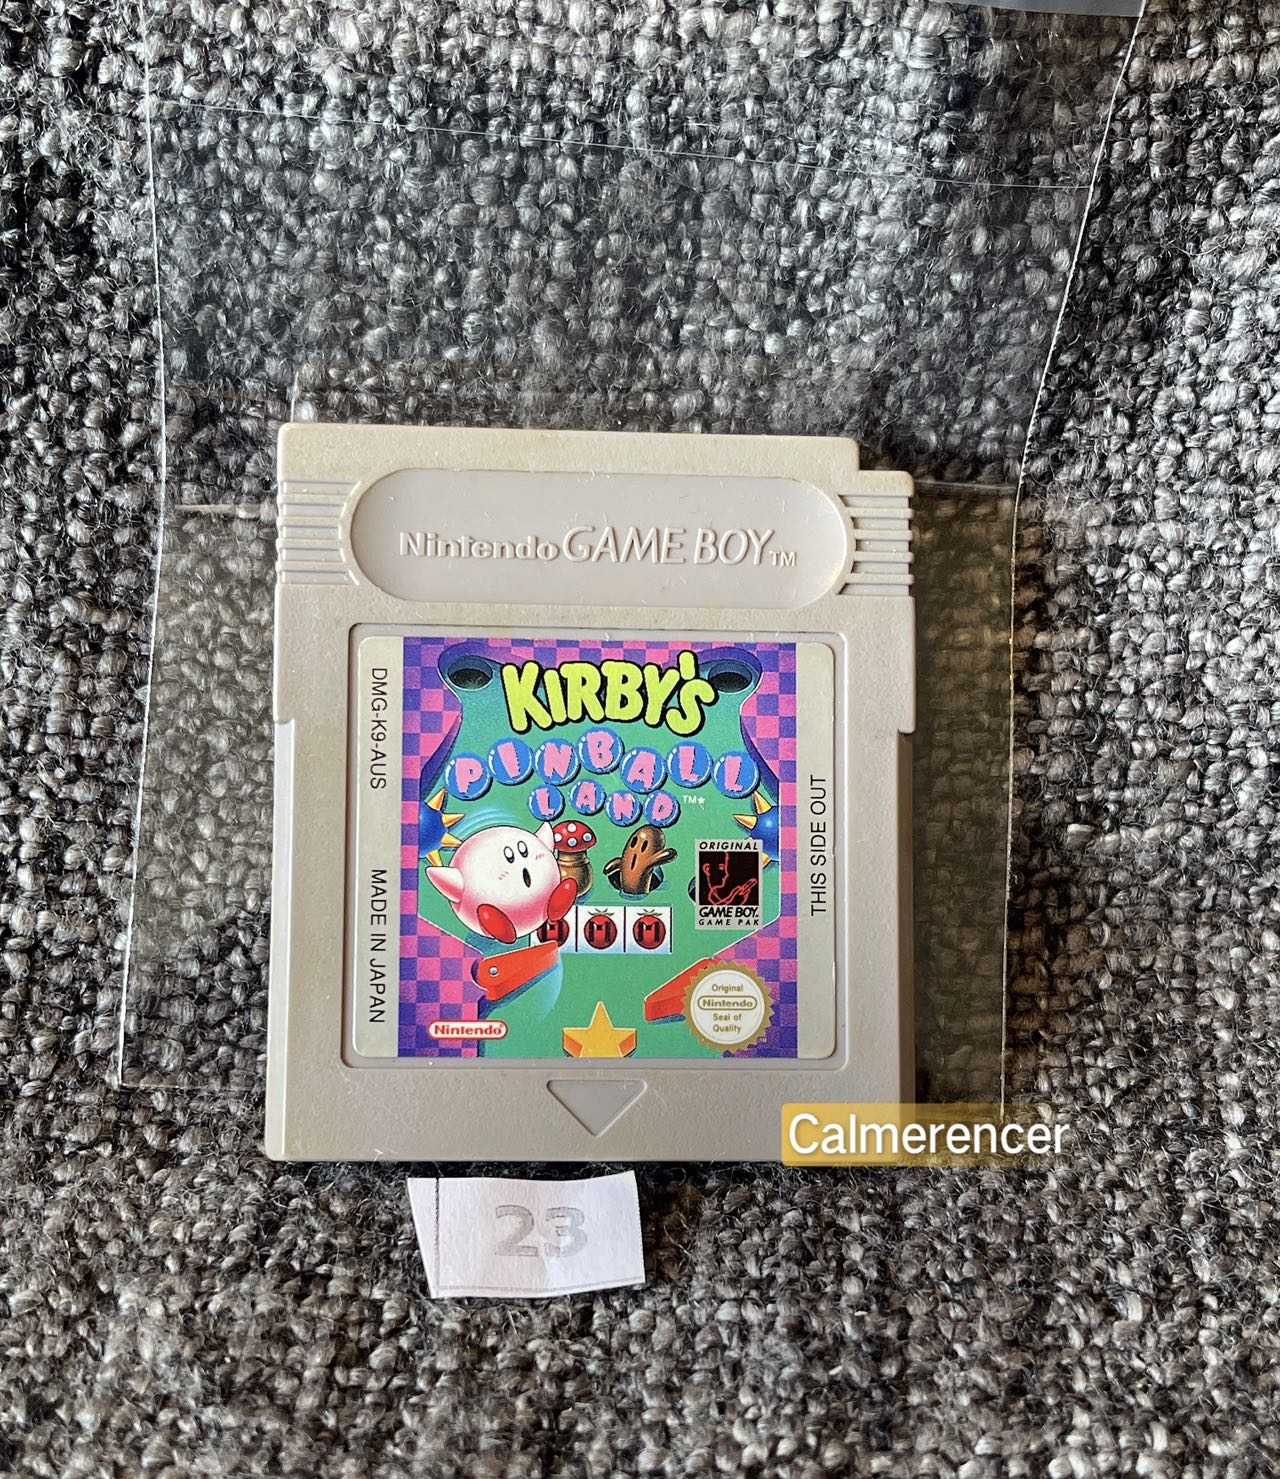 Nintendo GAME BOY TM
DMG-K9-AUS
MADE IN JAPAN
KIRBY'S
PINBALL
LAND TM★
ORIGINAL
GAME BOY
GAME PAK
Original
Nintendo
Seal of
Quality
Nintendo®
THIS SIDE OUT
Calmerencer
23